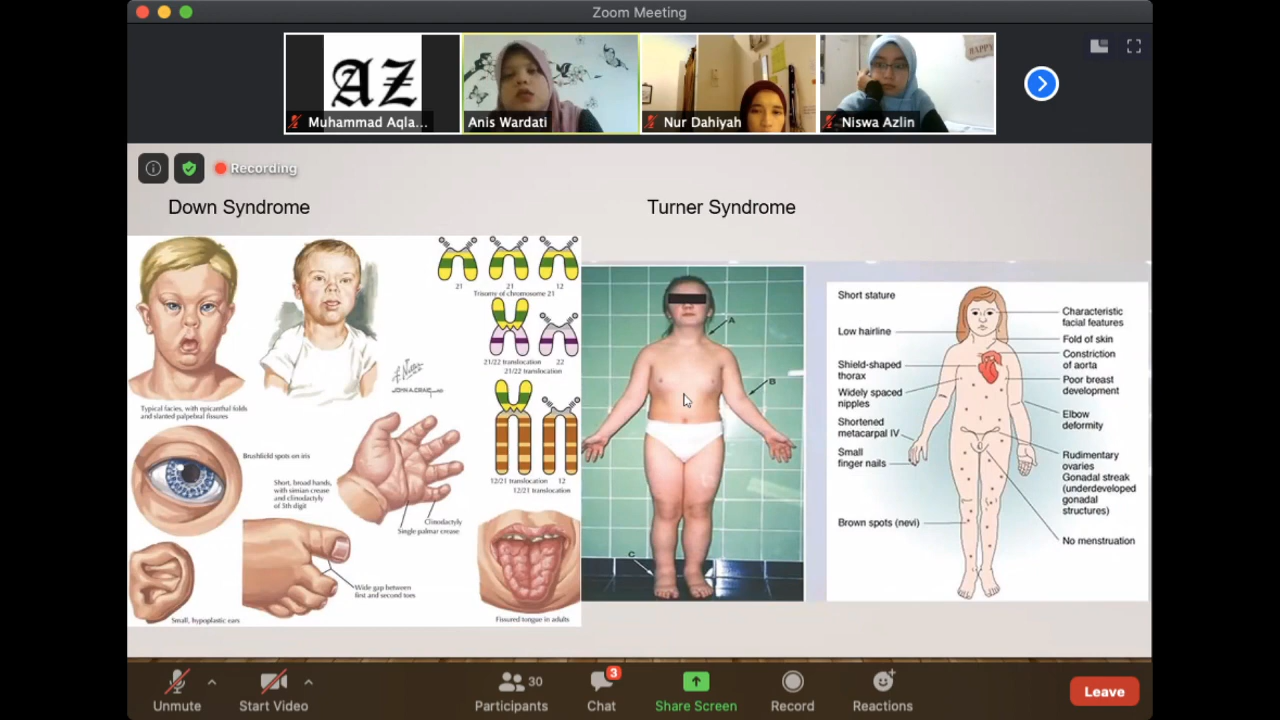 Zoom Meeting
AZ
Muhammad Aqla...
Anis Wardati
Nur Dahiyah
Niswa Azlin
HAPPY
Recording
Down Syndrome
Turner Syndrome
21
21
12
Trisomy of chromosome 21
21/22 translocation
22
21/22 translocation
JOHN A. CRAIG
Typical facies, with epicanthal folds
and slanted palpebral fissures
Brushfield spots on iris
Short, broad hands,
with simian crease
and clinodactyly
of 5th digit
12/21 translocation
12
12/21 translocation
Clinodactyly
Single palmar crease
Wide gap between
first and second toes
Small, hypoplastic ears
Fissured tongue in adults
A
B
C
Short stature
Low hairline
Shield-shaped
thorax
Widely spaced
nipples
Shortened
metacarpal IV
Small
finger nails
Brown spots (nevi)
Characteristic
facial features
Fold of skin
Constriction
of aorta
Poor breast
development
Elbow
deformity
Rudimentary
ovaries
Gonadal streak
(underdeveloped
gonadal
structures)
No menstruation
Unmute
Start Video
30
Participants
3
Chat
Share Screen
Record
Reactions
Leave